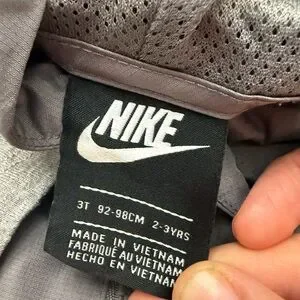 NIKE
3T 92-98CM 2-3YRS
MADE IN VIETNAM
FABRIQUÉ AU VIETNAM
HECHO EN VIETNAM